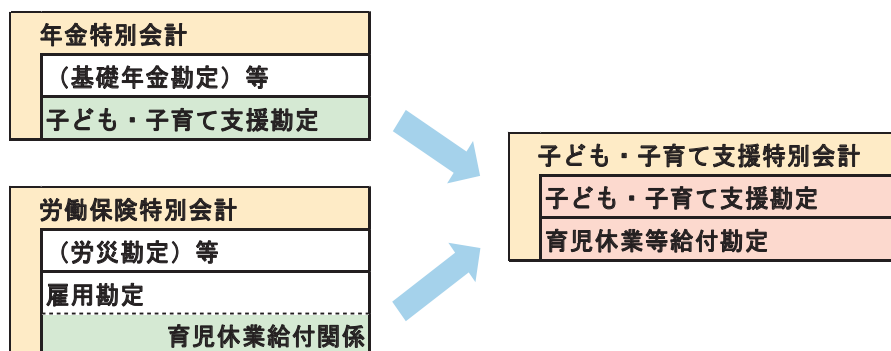 年金特別会計
（基礎年金勘定）等
子ども・子育て支援勘定
労働保険特別会計
（労災勘定）等
雇用勘定
育児休業給付関係
子ども・子育て支援特別会計
子ども・子育て支援勘定
育児休業等給付勘定